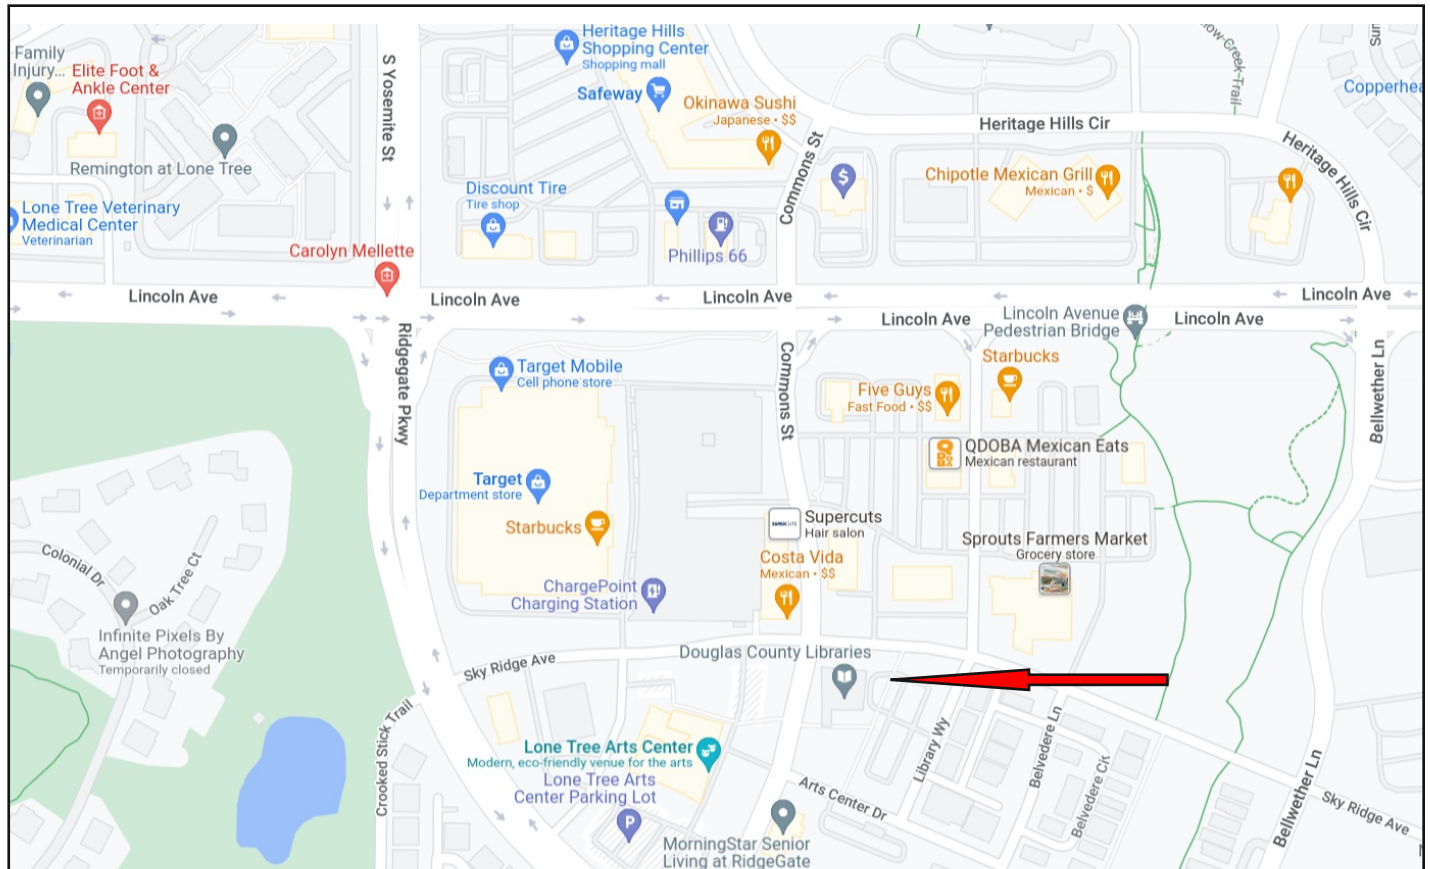 Family
Injury...
Elite Foot &
Ankle Center
Remington at Lone Tree
Lone Tree Veterinary
Medical Center
Veterinarian
Carolyn Mellette
S Yosemite St
Heritage Hills
Shopping Center
Shopping mall
Safeway
Okinawa Sushi
Japanese • $$
Discount Tire
Tire shop
Phillips 66
Commons St
$
Heritage Hills Cir
Chipotle Mexican Grill
Mexican • $
Heritage Hills Cir
ow-Creek-Trail
Sun
Copperhea
Lincoln Ave
Lincoln Ave
Lincoln Ave
Lincoln Ave
Lincoln Ave
Lincoln Ave
Lincoln Avenue
Pedestrian Bridge
Ridgegate Pkwy
Target Mobile
Cell phone store
Commons St
Five Guys
Fast Food • $$
Starbucks
Bellwether Ln
QDOBA Mexican Eats
Mexican restaurant
Target
Department store
Starbucks
SUPERCUTS
Supercuts
Hair salon
Sprouts Farmers Market
Grocery store
Costa Vida
Mexican • $$
ChargePoint
Charging Station
Colonial Dr
Oak Tree Ct
Infinite Pixels By
Angel Photography
Temporarily closed
Sky Ridge Ave
Douglas County Libraries
Crooked Stick Trail
Lone Tree Arts Center
Modern, eco-friendly venue for the arts
Lone Tree Arts
Center Parking Lot
P
Library Wy
Belvedere Ln
Belvedere Cir
Arts Center Dr
MorningStar Senior
Living at RidgeGate
Bellwether Ln
Sky Ridge Ave